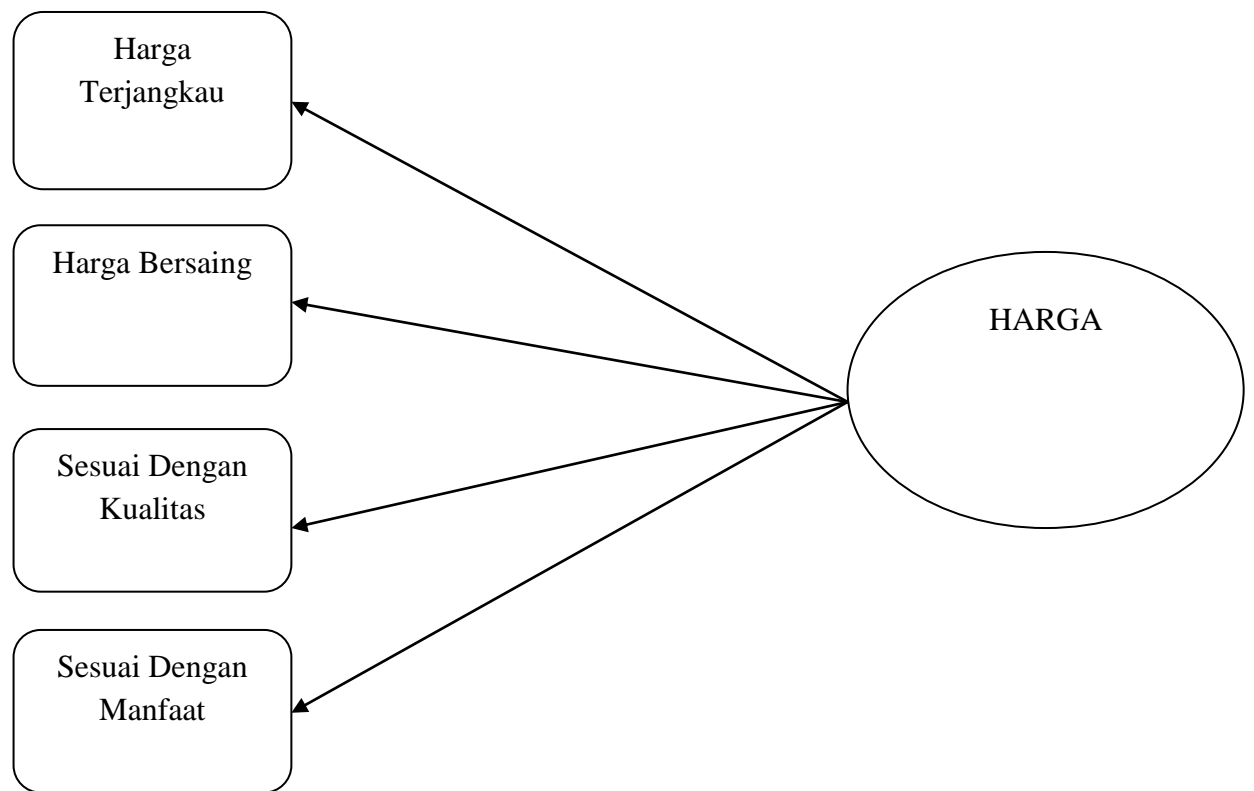 Harga
Terjangkau
Harga Bersaing
HARGA
Sesuai Dengan
Kualitas
Sesuai Dengan
Manfaat